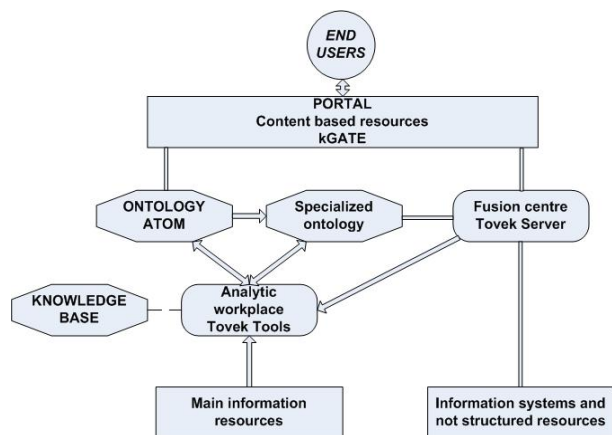 END
USERS
PORTAL
Content based resources
kGATE
ONTOLOGY
ATOM
Specialized
ontology
Fusion centre
Tovek Server
KNOWLEDGE
BASE
Analytic
workplace
Tovek Tools
Main information
resources
Information systems and
not structured resources